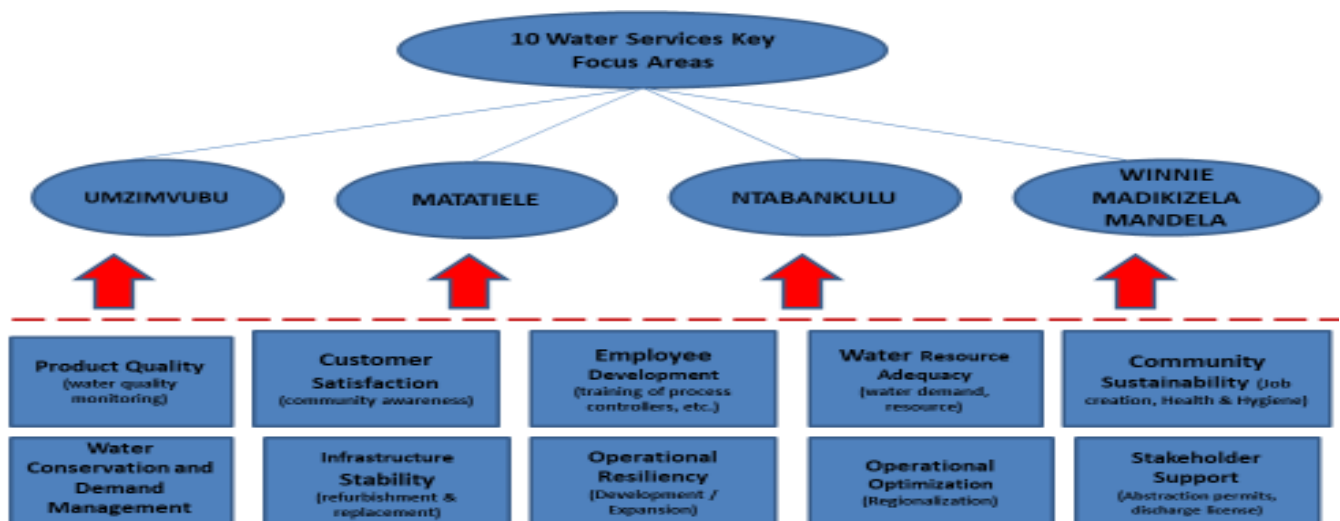 10 Water Services Key
Focus Areas
UMZIMVUBU
MATATIELE
NTABANKULU
WINNIE
MADIKIZELA
MANDELA
Product Quality
(water quality
monitoring)
Customer
Satisfaction
(community awareness)
Employee
Development
(training of process
controllers, etc.)
Water Resource
Adequacy
(water demand,
resource)
Community
Sustainability (Job
creation, Health & Hygiene)
Water
Conservation and
Demand
Management
Infrastructure
Stability
(refurbishment &
replacement)
Operational
Resiliency
(Development /
Expansion)
Operational
Optimization
(Regionalization)
Stakeholder
Support
(Abstraction permits,
discharge license)